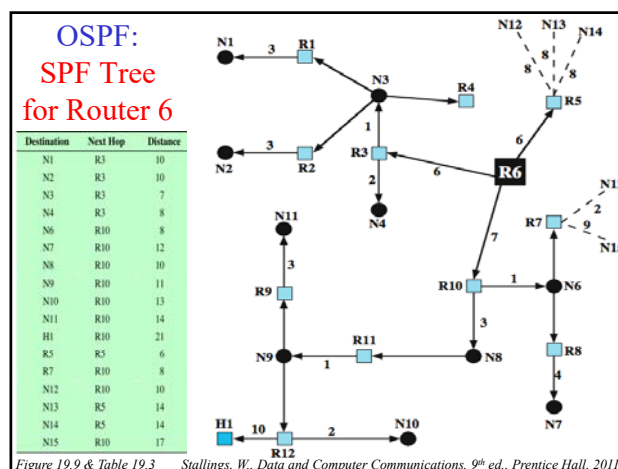 OSPF:
SPF Tree
for Router 6
Destination Next Hop Distance
N1 R3 10
N2 R3 10
N3 R3 7
N4 R3 8
N6 R10 8
N7 R10 12
N8 R10 10
N9 R10 11
N10 R10 13
N11 R10 14
H1 R10 21
R5 R5 6
R7 R10 8
N12 R10 10
N13 R5 14
N14 R5 14
N15 R10 17
N12 N13 N14
8 8 8
N1 3 R1
N3
R4
R5
1
6
N2 3 R2
R3
6
R6
2
N4
7
R7
2
9
N11
3
R9
R10 1 N6
3
R11
R8
N9 1
N8
4
N7
H1 10 R12 2 N10
Figure 19.9 & Table 19.3 Stallings, W., Data and Computer Communications, 9th ed., Prentice Hall, 2011